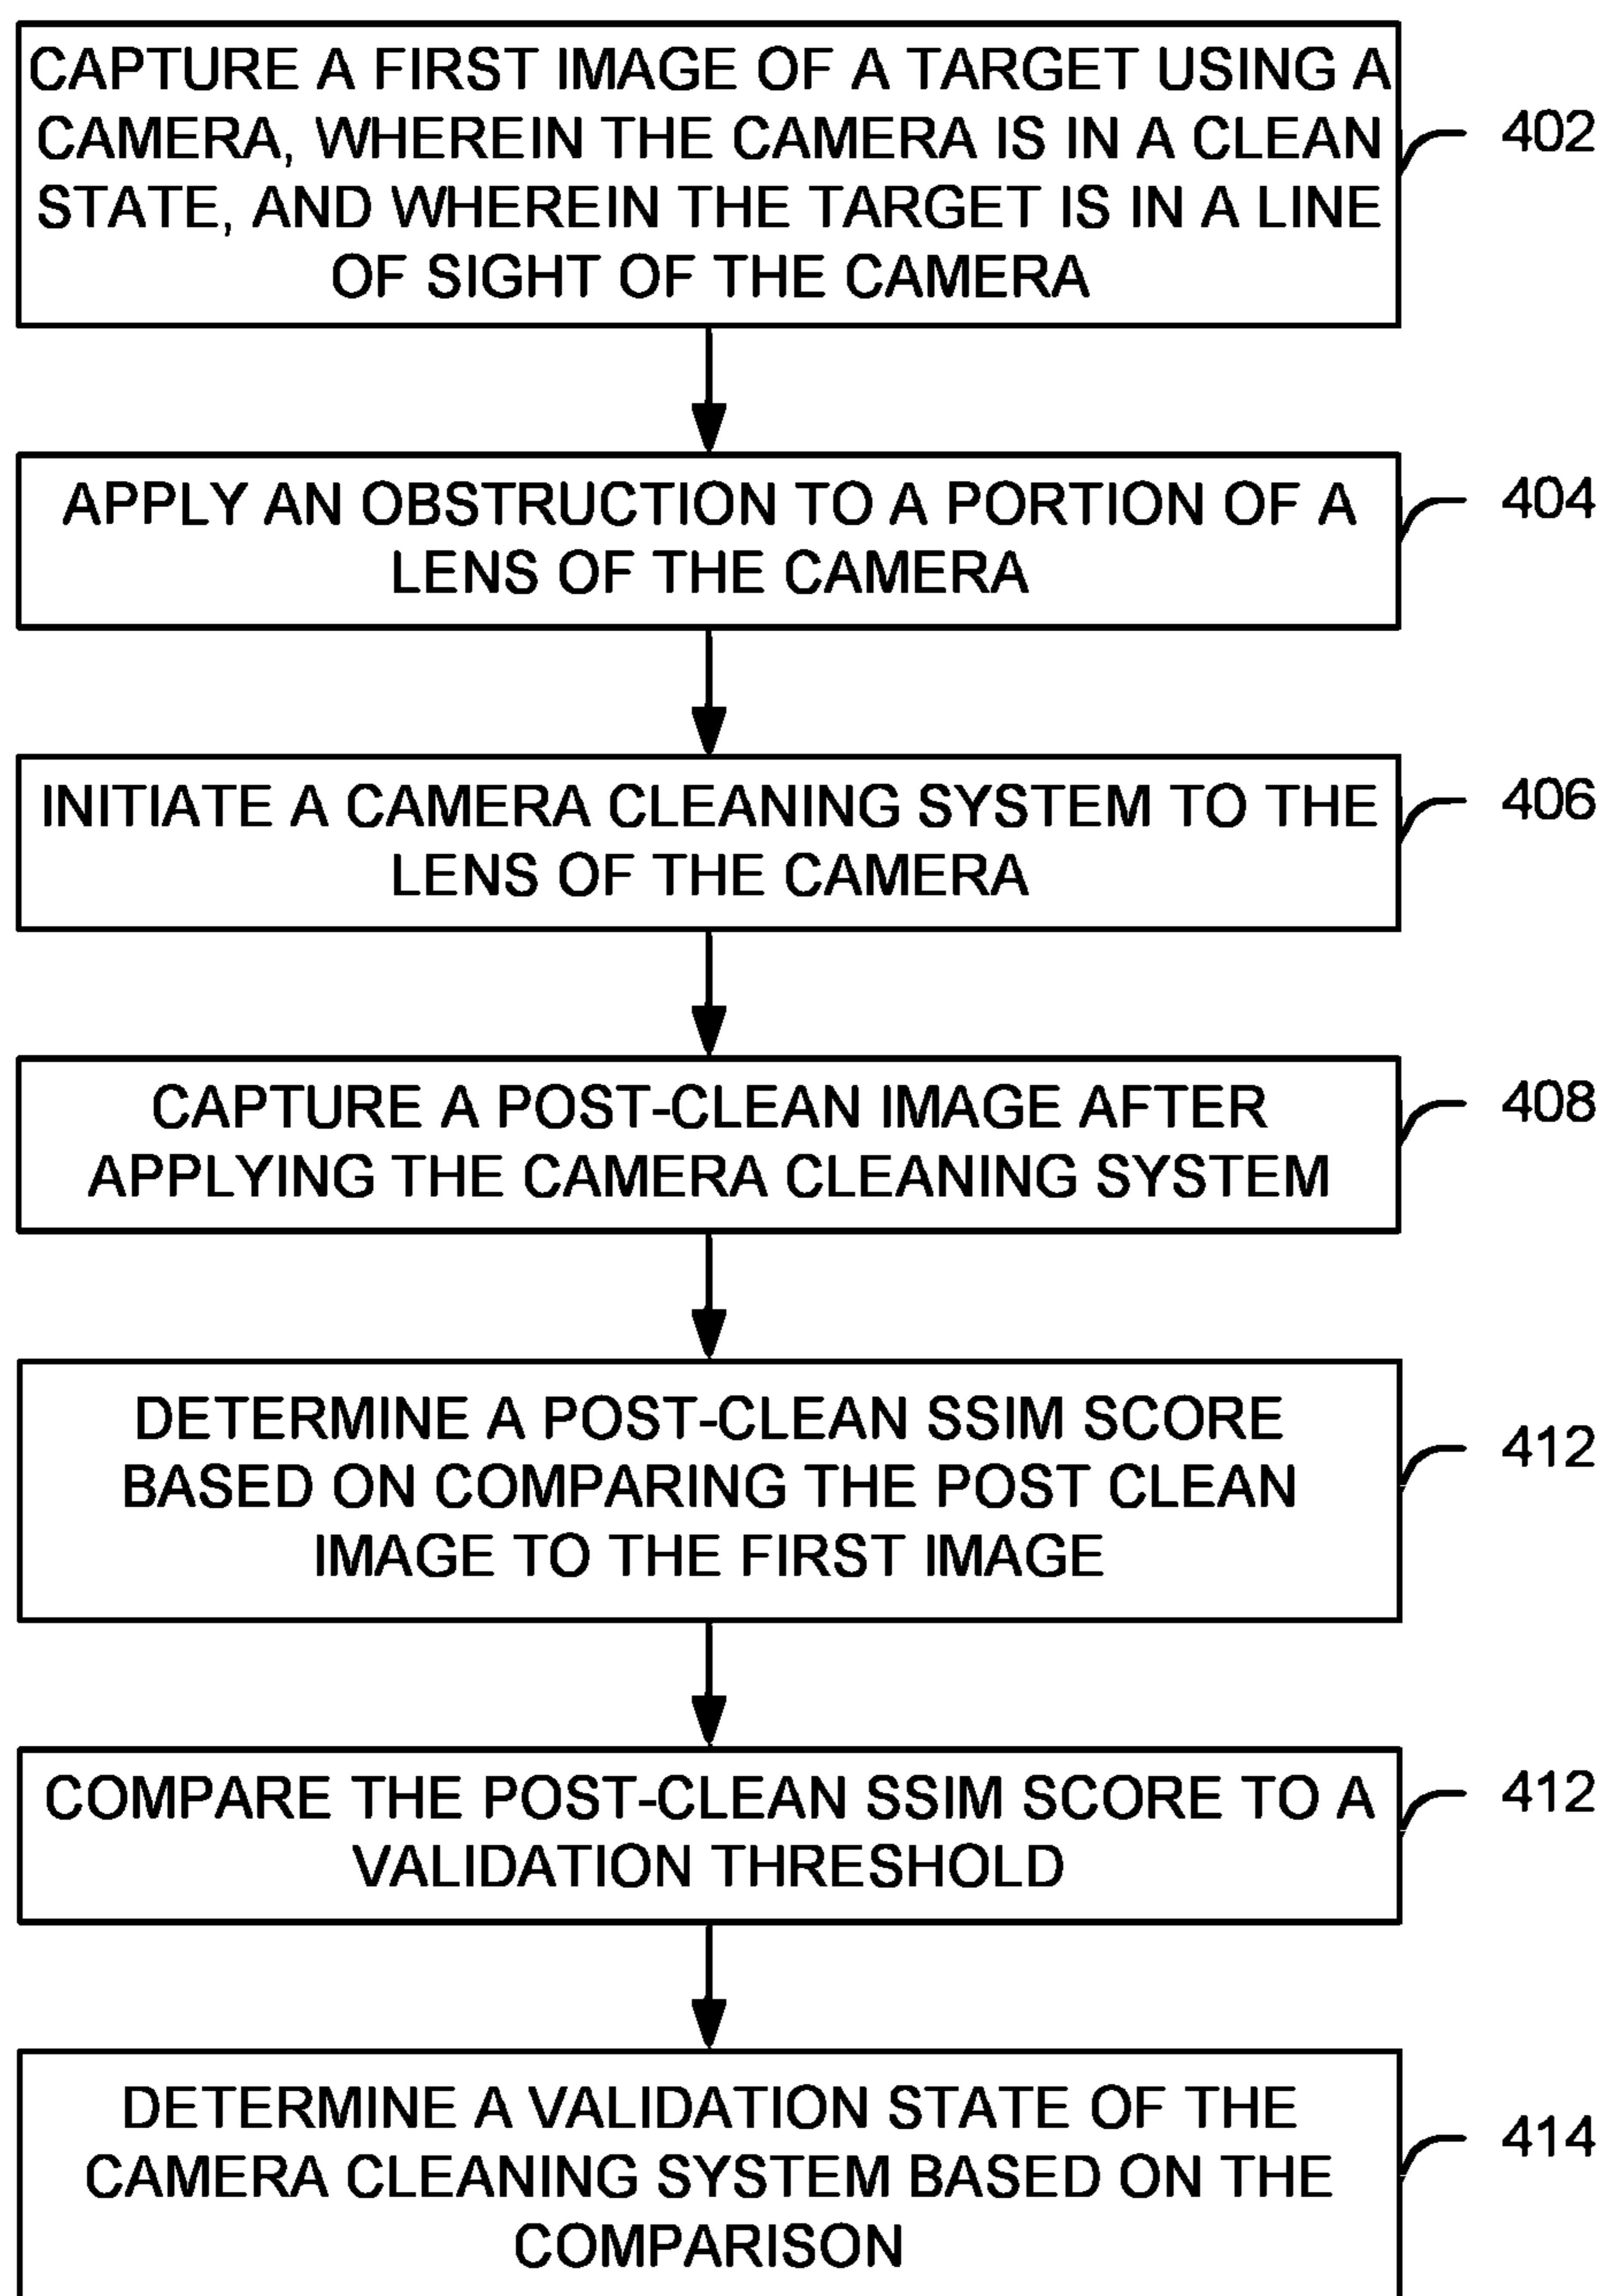 CAPTURE A FIRST IMAGE OF A TARGET USING A
CAMERA, WHEREIN THE CAMERA IS IN A CLEAN
STATE, AND WHEREIN THE TARGET IS IN A LINE
OF SIGHT OF THE CAMERA
402
APPLY AN OBSTRUCTION TO A PORTION OF A
LENS OF THE CAMERA
404
INITIATE A CAMERA CLEANING SYSTEM TO THE
LENS OF THE CAMERA
406
CAPTURE A POST-CLEAN IMAGE AFTER
APPLYING THE CAMERA CLEANING SYSTEM
408
DETERMINE A POST-CLEAN SSIM SCORE
BASED ON COMPARING THE POST CLEAN
IMAGE TO THE FIRST IMAGE
412
COMPARE THE POST-CLEAN SSIM SCORE TO A
VALIDATION THRESHOLD
412
DETERMINE A VALIDATION STATE OF THE
CAMERA CLEANING SYSTEM BASED ON THE
COMPARISON
414